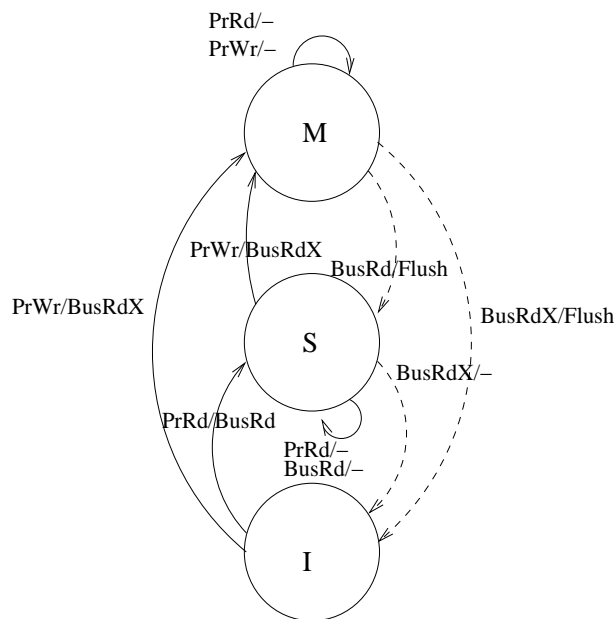 PrRd/–
PrWr/–
M
PrWr/BusRdX
BusRd/Flush
PrWr/BusRdX
BusRdX/Flush
S
BusRdX/–
PrRd/BusRd
PrRd/–
BusRd/–
I